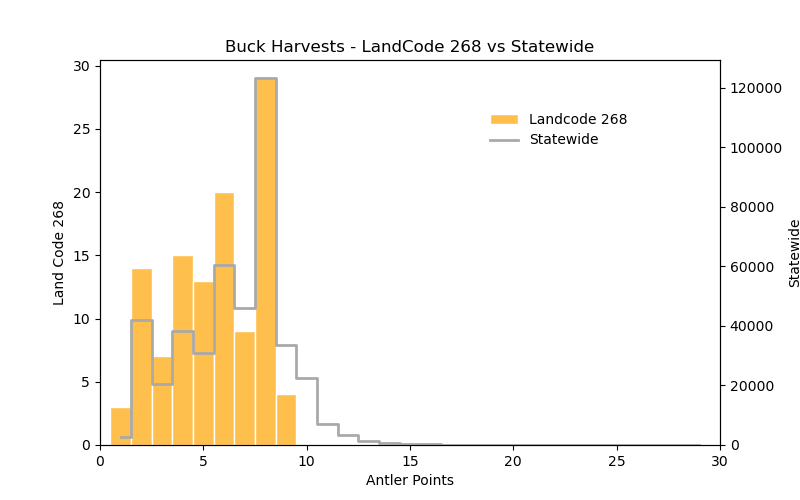 Buck Harvests - LandCode 268 vs Statewide
30
25
20
15
10
5
0
Land Code 268
120000
100000
80000
60000
40000
20000
0
Statewide
Landcode 268
Statewide
0 5 10 15 20 25 30
Antler Points